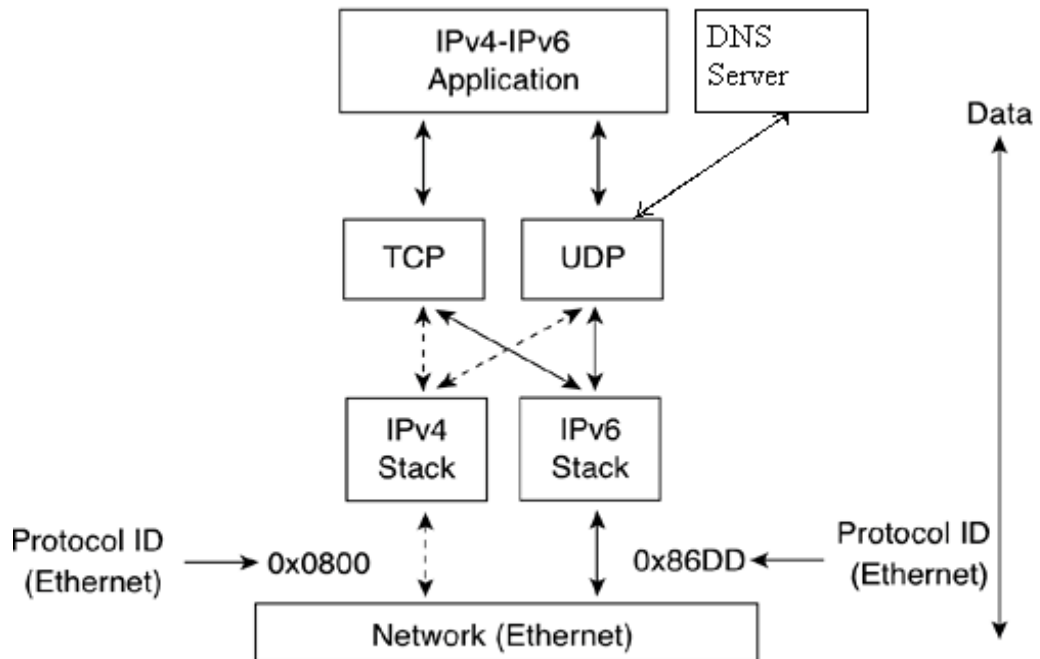 IPv4-IPv6
Application
DNS
Server
Data
TCP
UDP
IPv4
Stack
IPv6
Stack
Protocol ID
(Ethernet)
0x0800
0x86DD
Protocol ID
(Ethernet)
Network (Ethernet)